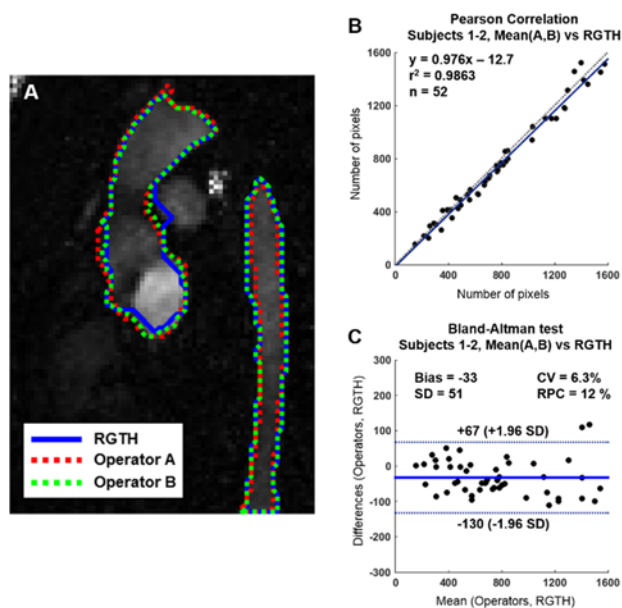 A
RGTH
Operator A
Operator B
B
Pearson Correlation
Subjects 1-2, Mean(A,B) vs RGTH
y = 0.976x – 12.7
r² = 0.9863
n = 52
Number of pixels
1600
1200
800
400
0
0 400 800 1200 1600
Number of pixels
C
Bland-Altman test
Subjects 1-2, Mean(A,B) vs RGTH
Differences (Operators, RGTH)
300
200
100
0
-100
-200
-300
Bias = -33 CV = 6.3%
SD = 51 RPC = 12 %
+67 (+1.96 SD)
-130 (-1.96 SD)
0 400 800 1200 1600
Mean (Operators, RGTH)